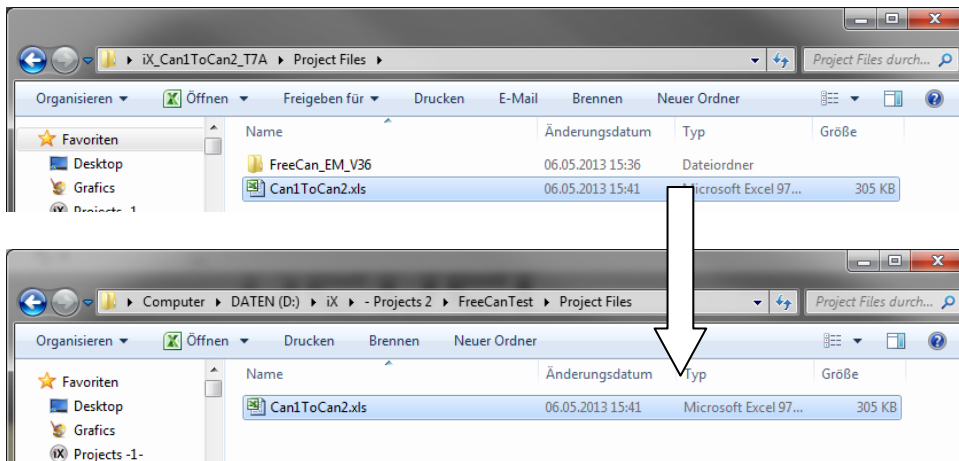 iX_Can1ToCan2_T7A Project Files Project Files durch...
Organisieren Öffnen Freigeben für Drucken E-Mail Brennen Neuer Ordner
Favoriten Name Änderungsdatum Typ Größe
Desktop FreeCan_EM_V36 06.05.2013 15:36 Dateiordner
Grafics Can1ToCan2.xls 06.05.2013 15:41 Microsoft Excel 97... 305 KB
iX Projects -1-
Computer DATEN (D:) iX - Projects 2 FreeCanTest Project Files Project Files durch...
Organisieren Öffnen Drucken Brennen Neuer Ordner
Favoriten Name Änderungsdatum Typ Größe
Desktop Can1ToCan2.xls 06.05.2013 15:41 Microsoft Excel 97... 305 KB
Grafics
iX Projects -1-